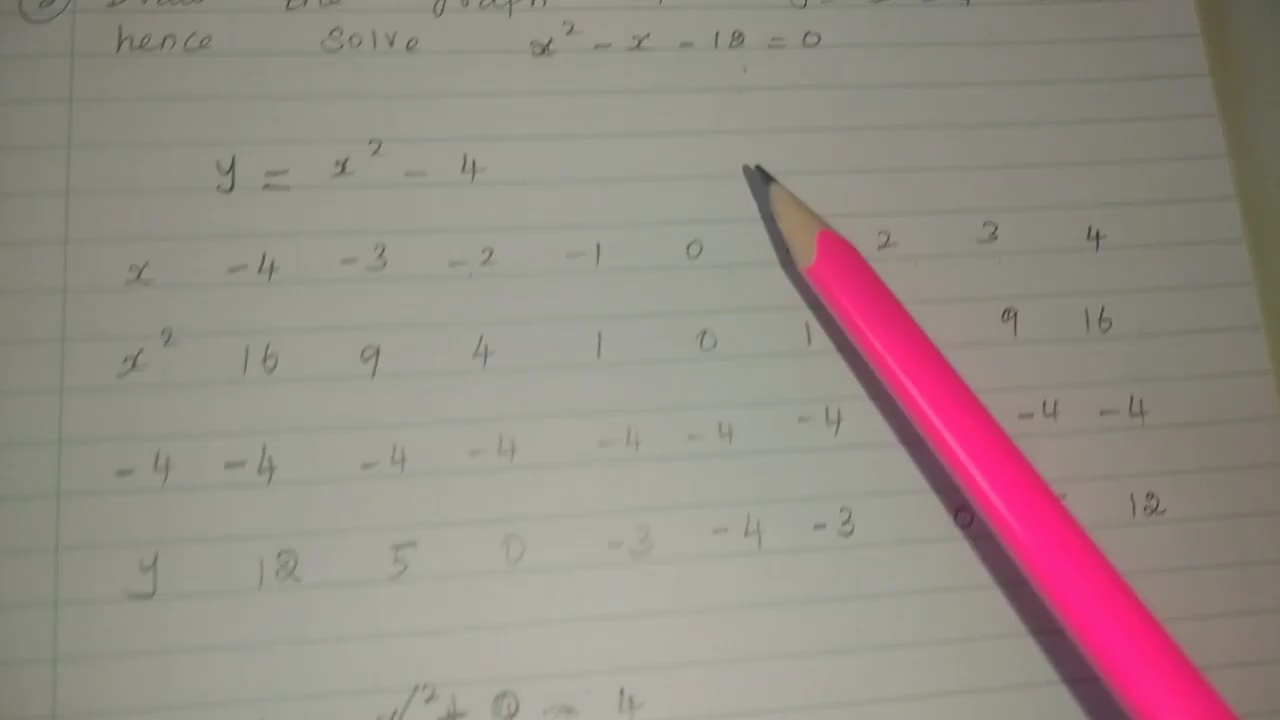 the graph
hence solve x² - x - 12 = 0
y = x² - 4
x -4 -3 -2 -1 0 2 3 4
x² 16 9 4 1 0 1 9 16
-4 -4 -4 -4 -4 -4 -4 -4 -4
y 12 5 0 -3 -4 -3 0 12